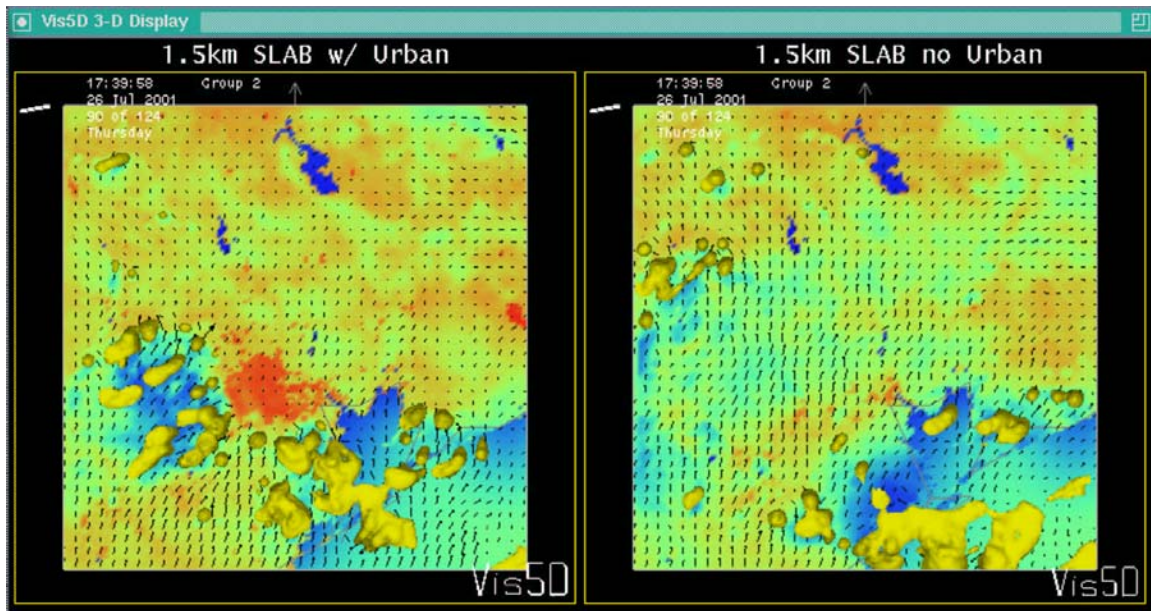 Vis5D 3-D Display
1.5km SLAB w/ Urban
17:39:58 Group 2
26 Jul 2001
90 of 124
Thursday
Vis5D
1.5km SLAB no Urban
17:39:58 Group 2
26 Jul 2001
90 of 124
Thursday
Vis5D